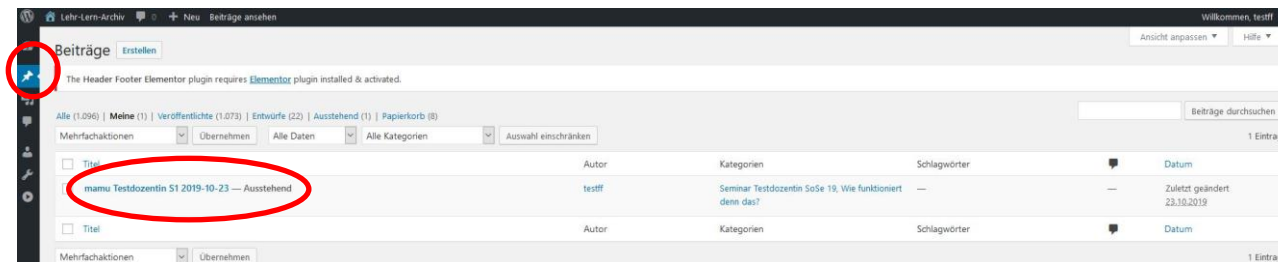 Lehr-Lern-Archiv 0 + Neu Beiträge ansehen Willkommen, testff
Ansicht anpassen ▼ Hilfe ▼
Beiträge Erstellen
The Header Footer Elementor plugin requires Elementor plugin installed & activated.
Alle (1.096) | Meine (1) | Veröffentlichte (1.073) | Entwürfe (22) | Ausstehend (1) | Papierkorb (8)
Beiträge durchsuchen
Mehrfachaktionen Übernehmen Alle Daten Alle Kategorien Auswahl einschränken 1 Eintra
Titel Autor Kategorien Schlagwörter Datum
mamu Testdozentin S1 2019-10-23 — Ausstehend testff Seminar Testdozentin SoSe 19, Wie funktioniert — — Zuletzt geändert
denn das? 23.10.2019
Titel Autor Kategorien Schlagwörter Datum
Mehrfachaktionen Übernehmen 1 Eintra